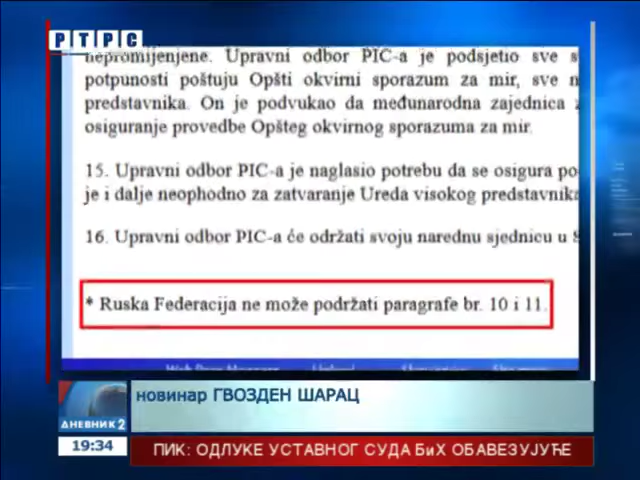 РТРС
nepromijenjene. Upravni odbor PIC-a je podsjetio sve
potpunosti poštuju Opšti okvirni sporazum za mir, sve
predstavnika. On je podvukao da međunarodna zajednica
osiguranje provedbe Opšteg okvirnog sporazuma za mir.
15. Upravni odbor PIC-a je naglasio potrebu da se osigura
je i dalje neophodno za zatvaranje Ureda visokog predstavnika
16. Upravni odbor PIC-a će održati svoju narednu sjednicu u
* Ruska Federacija ne može podržati paragrafe br. 10 i 11.
новинар ГВОЗДЕН ШАРАЦ
ДНЕВНИК 2
19:34
ПИК: ОДЛУКЕ УСТАВНОГ СУДА БиХ ОБАВЕЗУЈУЋЕ